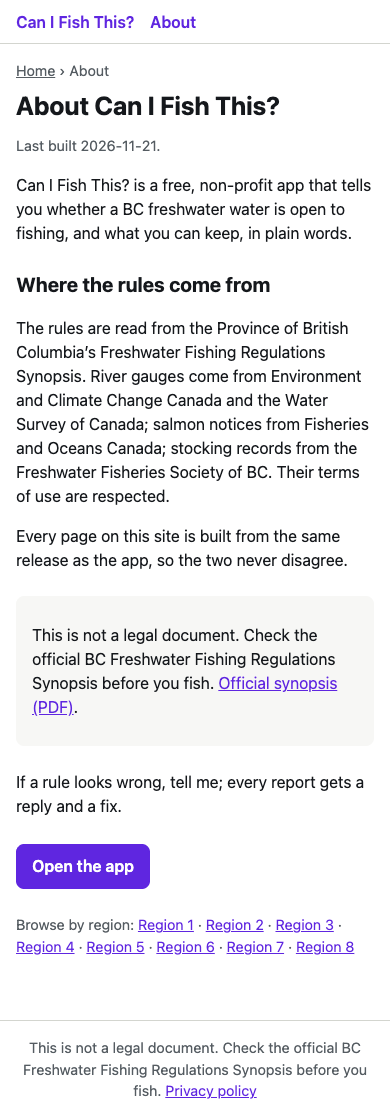 Can I Fish This? About
Home › About
About Can I Fish This?
Last built 2026-11-21.
Can I Fish This? is a free, non-profit app that tells
you whether a BC freshwater water is open to
fishing, and what you can keep, in plain words.
Where the rules come from
The rules are read from the Province of British
Columbia’s Freshwater Fishing Regulations
Synopsis. River gauges come from Environment
and Climate Change Canada and the Water
Survey of Canada; salmon notices from Fisheries
and Oceans Canada; stocking records from the
Freshwater Fisheries Society of BC. Their terms
of use are respected.
Every page on this site is built from the same
release as the app, so the two never disagree.
This is not a legal document. Check the
official BC Freshwater Fishing Regulations
Synopsis before you fish. Official synopsis
(PDF).
If a rule looks wrong, tell me; every report gets a
reply and a fix.
Open the app
Browse by region: Region 1 · Region 2 · Region 3 ·
Region 4 · Region 5 · Region 6 · Region 7 · Region 8
This is not a legal document. Check the official BC
Freshwater Fishing Regulations Synopsis before you
fish. Privacy policy